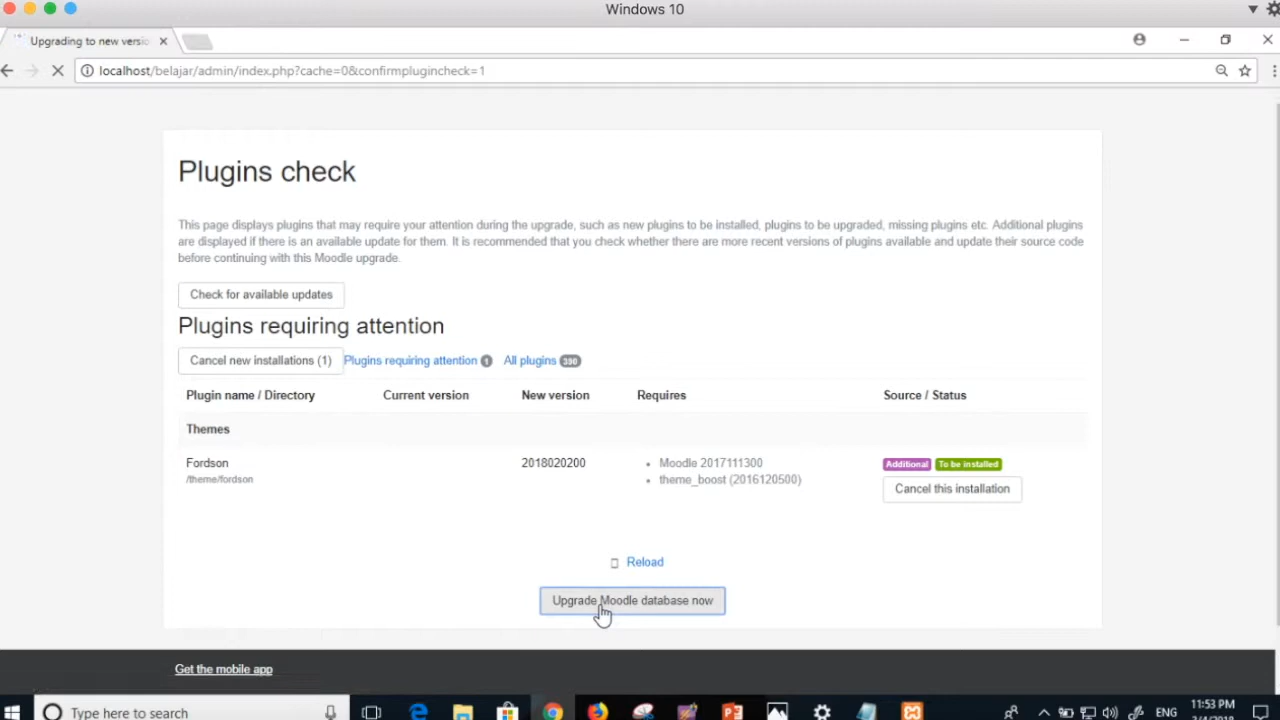 Windows 10
Upgrading to new versio
localhost/belajar/admin/index.php?cache=0&confirmplugincheck=1
Plugins check
This page displays plugins that may require your attention during the upgrade, such as new plugins to be installed, plugins to be upgraded, missing plugins etc. Additional plugins
are displayed if there is an available update for them. It is recommended that you check whether there are more recent versions of plugins available and update their source code
before continuing with this Moodle upgrade.
Check for available updates
Plugins requiring attention
Cancel new installations (1) Plugins requiring attention 1 All plugins 390
Plugin name / Directory Current version New version Requires Source / Status
Themes
Fordson 2018020200 Moodle 2017111300 Additional To be installed
/theme/fordson theme_boost (2016120500) Cancel this installation
Reload
Upgrade Moodle database now
Get the mobile app
Type here to search
ENG
11:53 PM